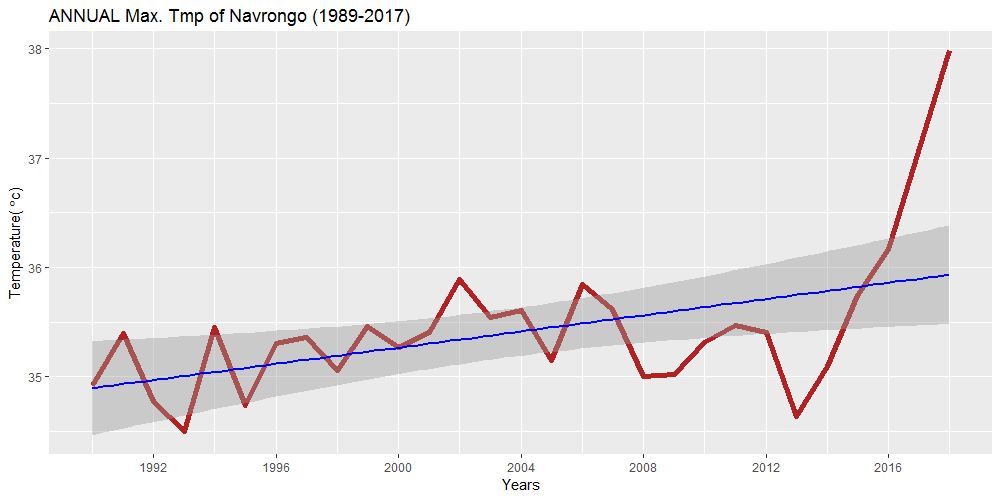 ANNUAL Max. Tmp of Navrongo (1989-2017)
38
37
36
35
Temperature( °c)
1992 1996 2000 2004 2008 2012 2016
Years